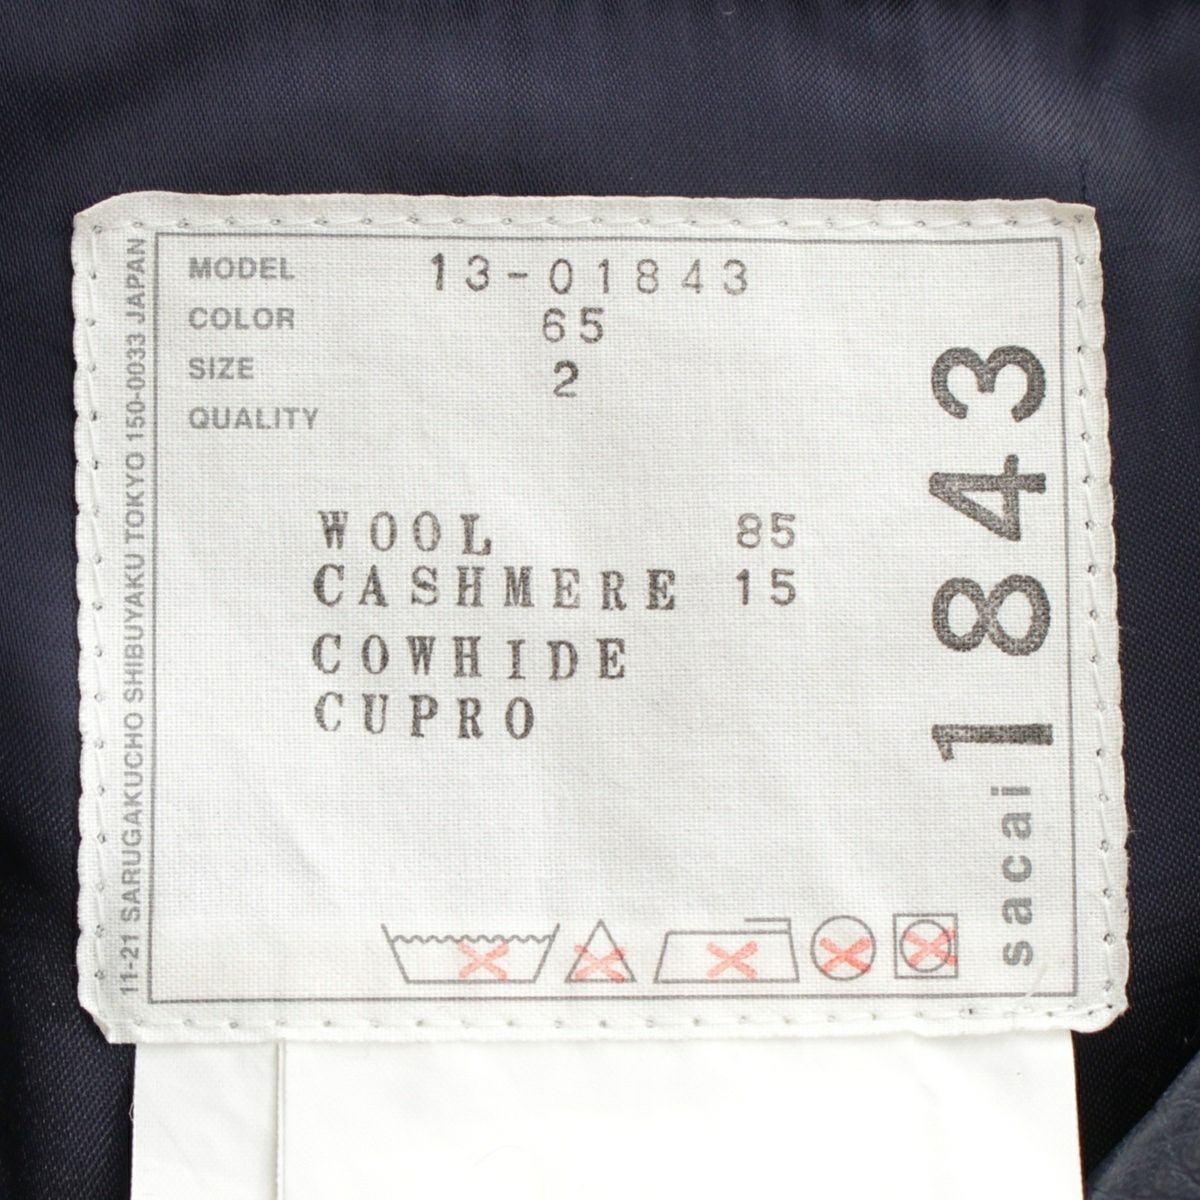 MODEL 13-01843
COLOR 65
SIZE 2
QUALITY
WOOL 85
CASHMERE 15
COWHIDE
CUPRO
sacai 1843
11-21 SARUGAKUCHO SHIBUYAKU TOKYO 150-0033 JAPAN